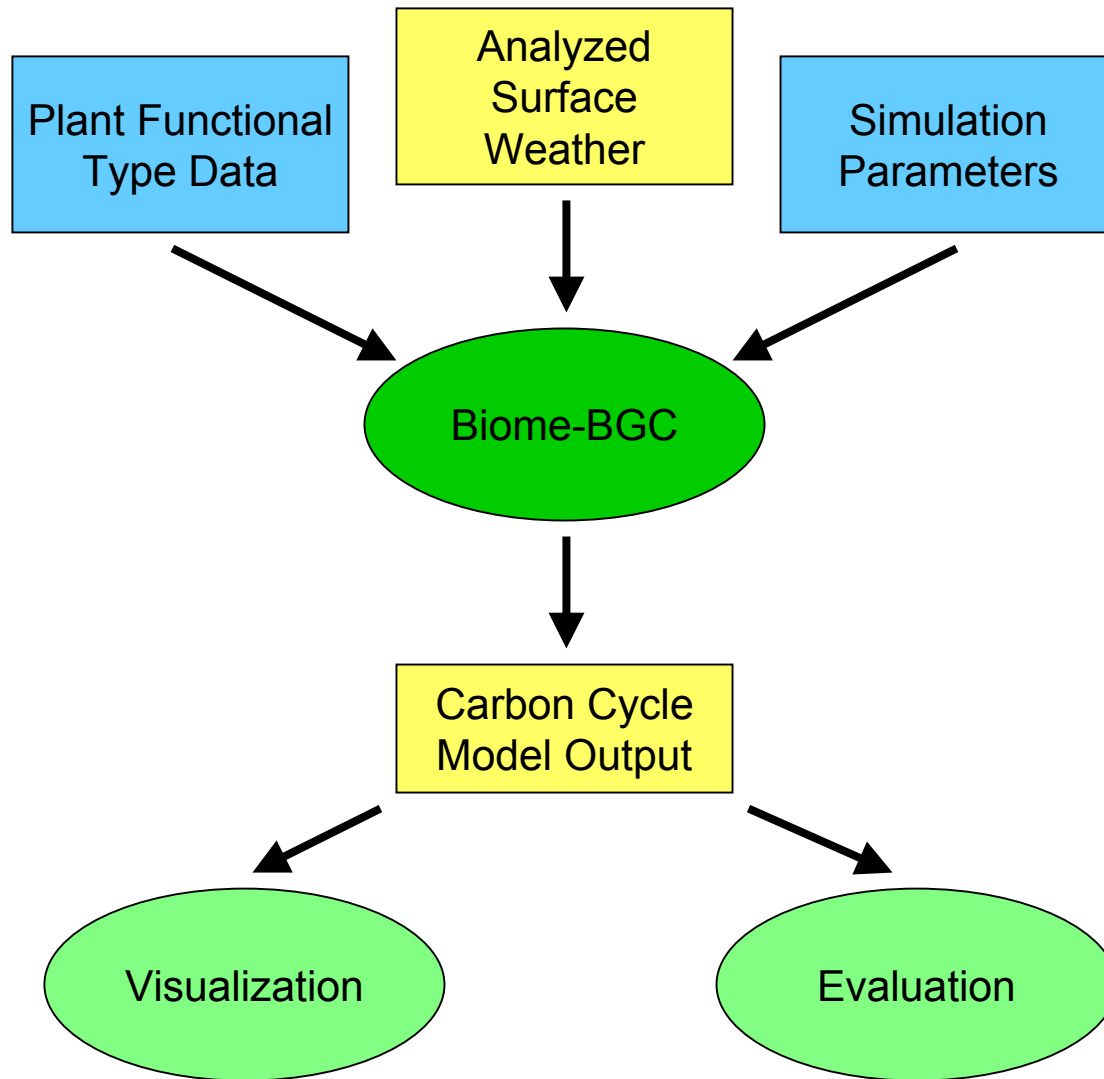 Plant Functional
Type Data
Analyzed
Surface
Weather
Simulation
Parameters
Biome-BGC
Carbon Cycle
Model Output
Visualization
Evaluation